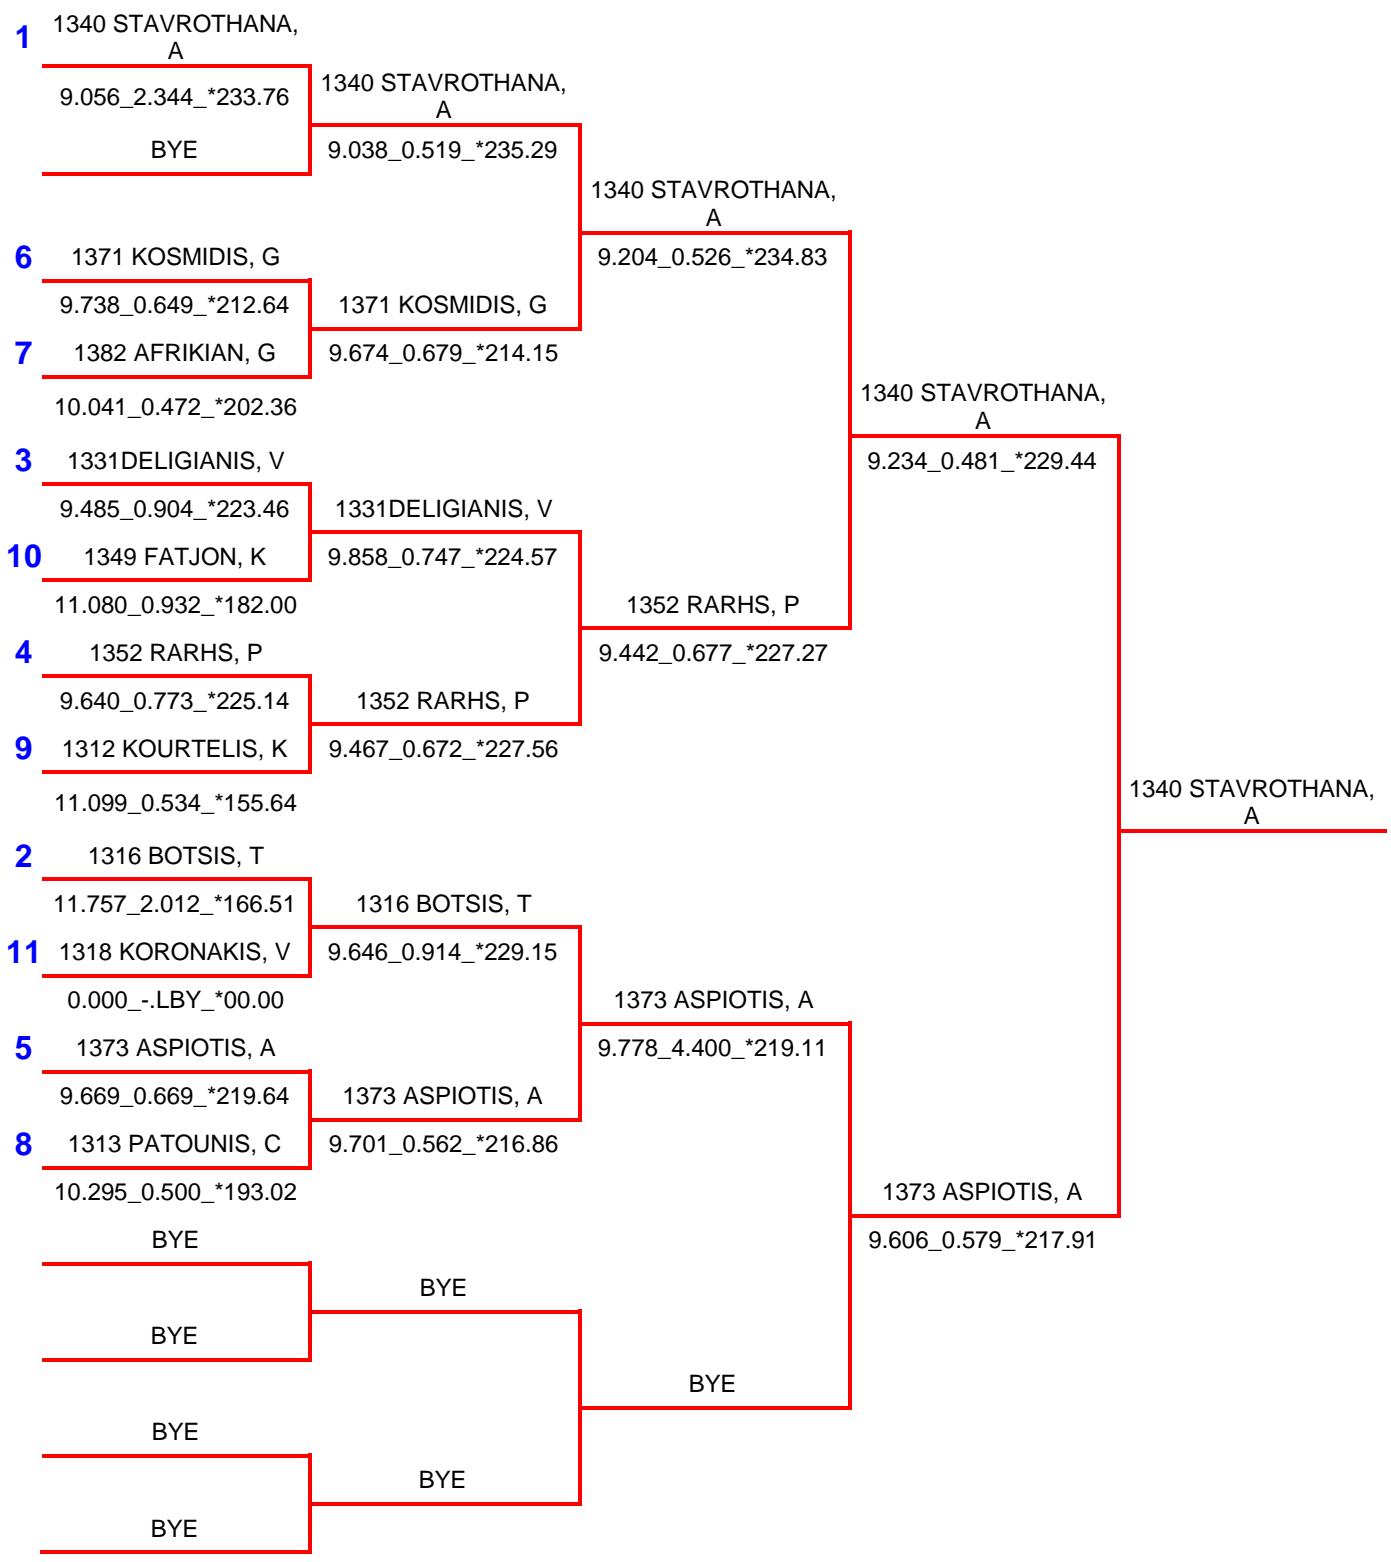 1
1340 STAVROTHANA,
A
9.056_2.344_*233.76
BYE
6
1371 KOSMIDIS, G
9.738_0.649_*212.64
7
1382 AFRIKIAN, G
10.041_0.472_*202.36
3
1331DELIGIANIS, V
9.485_0.904_*223.46
10
1349 FATJON, K
11.080_0.932_*182.00
4
1352 RARHS, P
9.640_0.773_*225.14
9
1312 KOURTELIS, K
11.099_0.534_*155.64
2
1316 BOTSIS, T
11.757_2.012_*166.51
11
1318 KORONAKIS, V
0.000_-.LBY_*00.00
5
1373 ASPIOTIS, A
9.669_0.669_*219.64
8
1313 PATOUNIS, C
10.295_0.500_*193.02
BYE
BYE
BYE
BYE
1340 STAVROTHANA,
A
9.038_0.519_*235.29
1371 KOSMIDIS, G
9.674_0.679_*214.15
1331DELIGIANIS, V
9.858_0.747_*224.57
1352 RARHS, P
9.467_0.672_*227.56
1316 BOTSIS, T
9.646_0.914_*229.15
1373 ASPIOTIS, A
9.701_0.562_*216.86
BYE
BYE
1340 STAVROTHANA,
A
9.204_0.526_*234.83
1352 RARHS, P
9.442_0.677_*227.27
1373 ASPIOTIS, A
9.778_4.400_*219.11
BYE
1340 STAVROTHANA,
A
9.234_0.481_*229.44
1373 ASPIOTIS, A
9.606_0.579_*217.91
1340 STAVROTHANA,
A